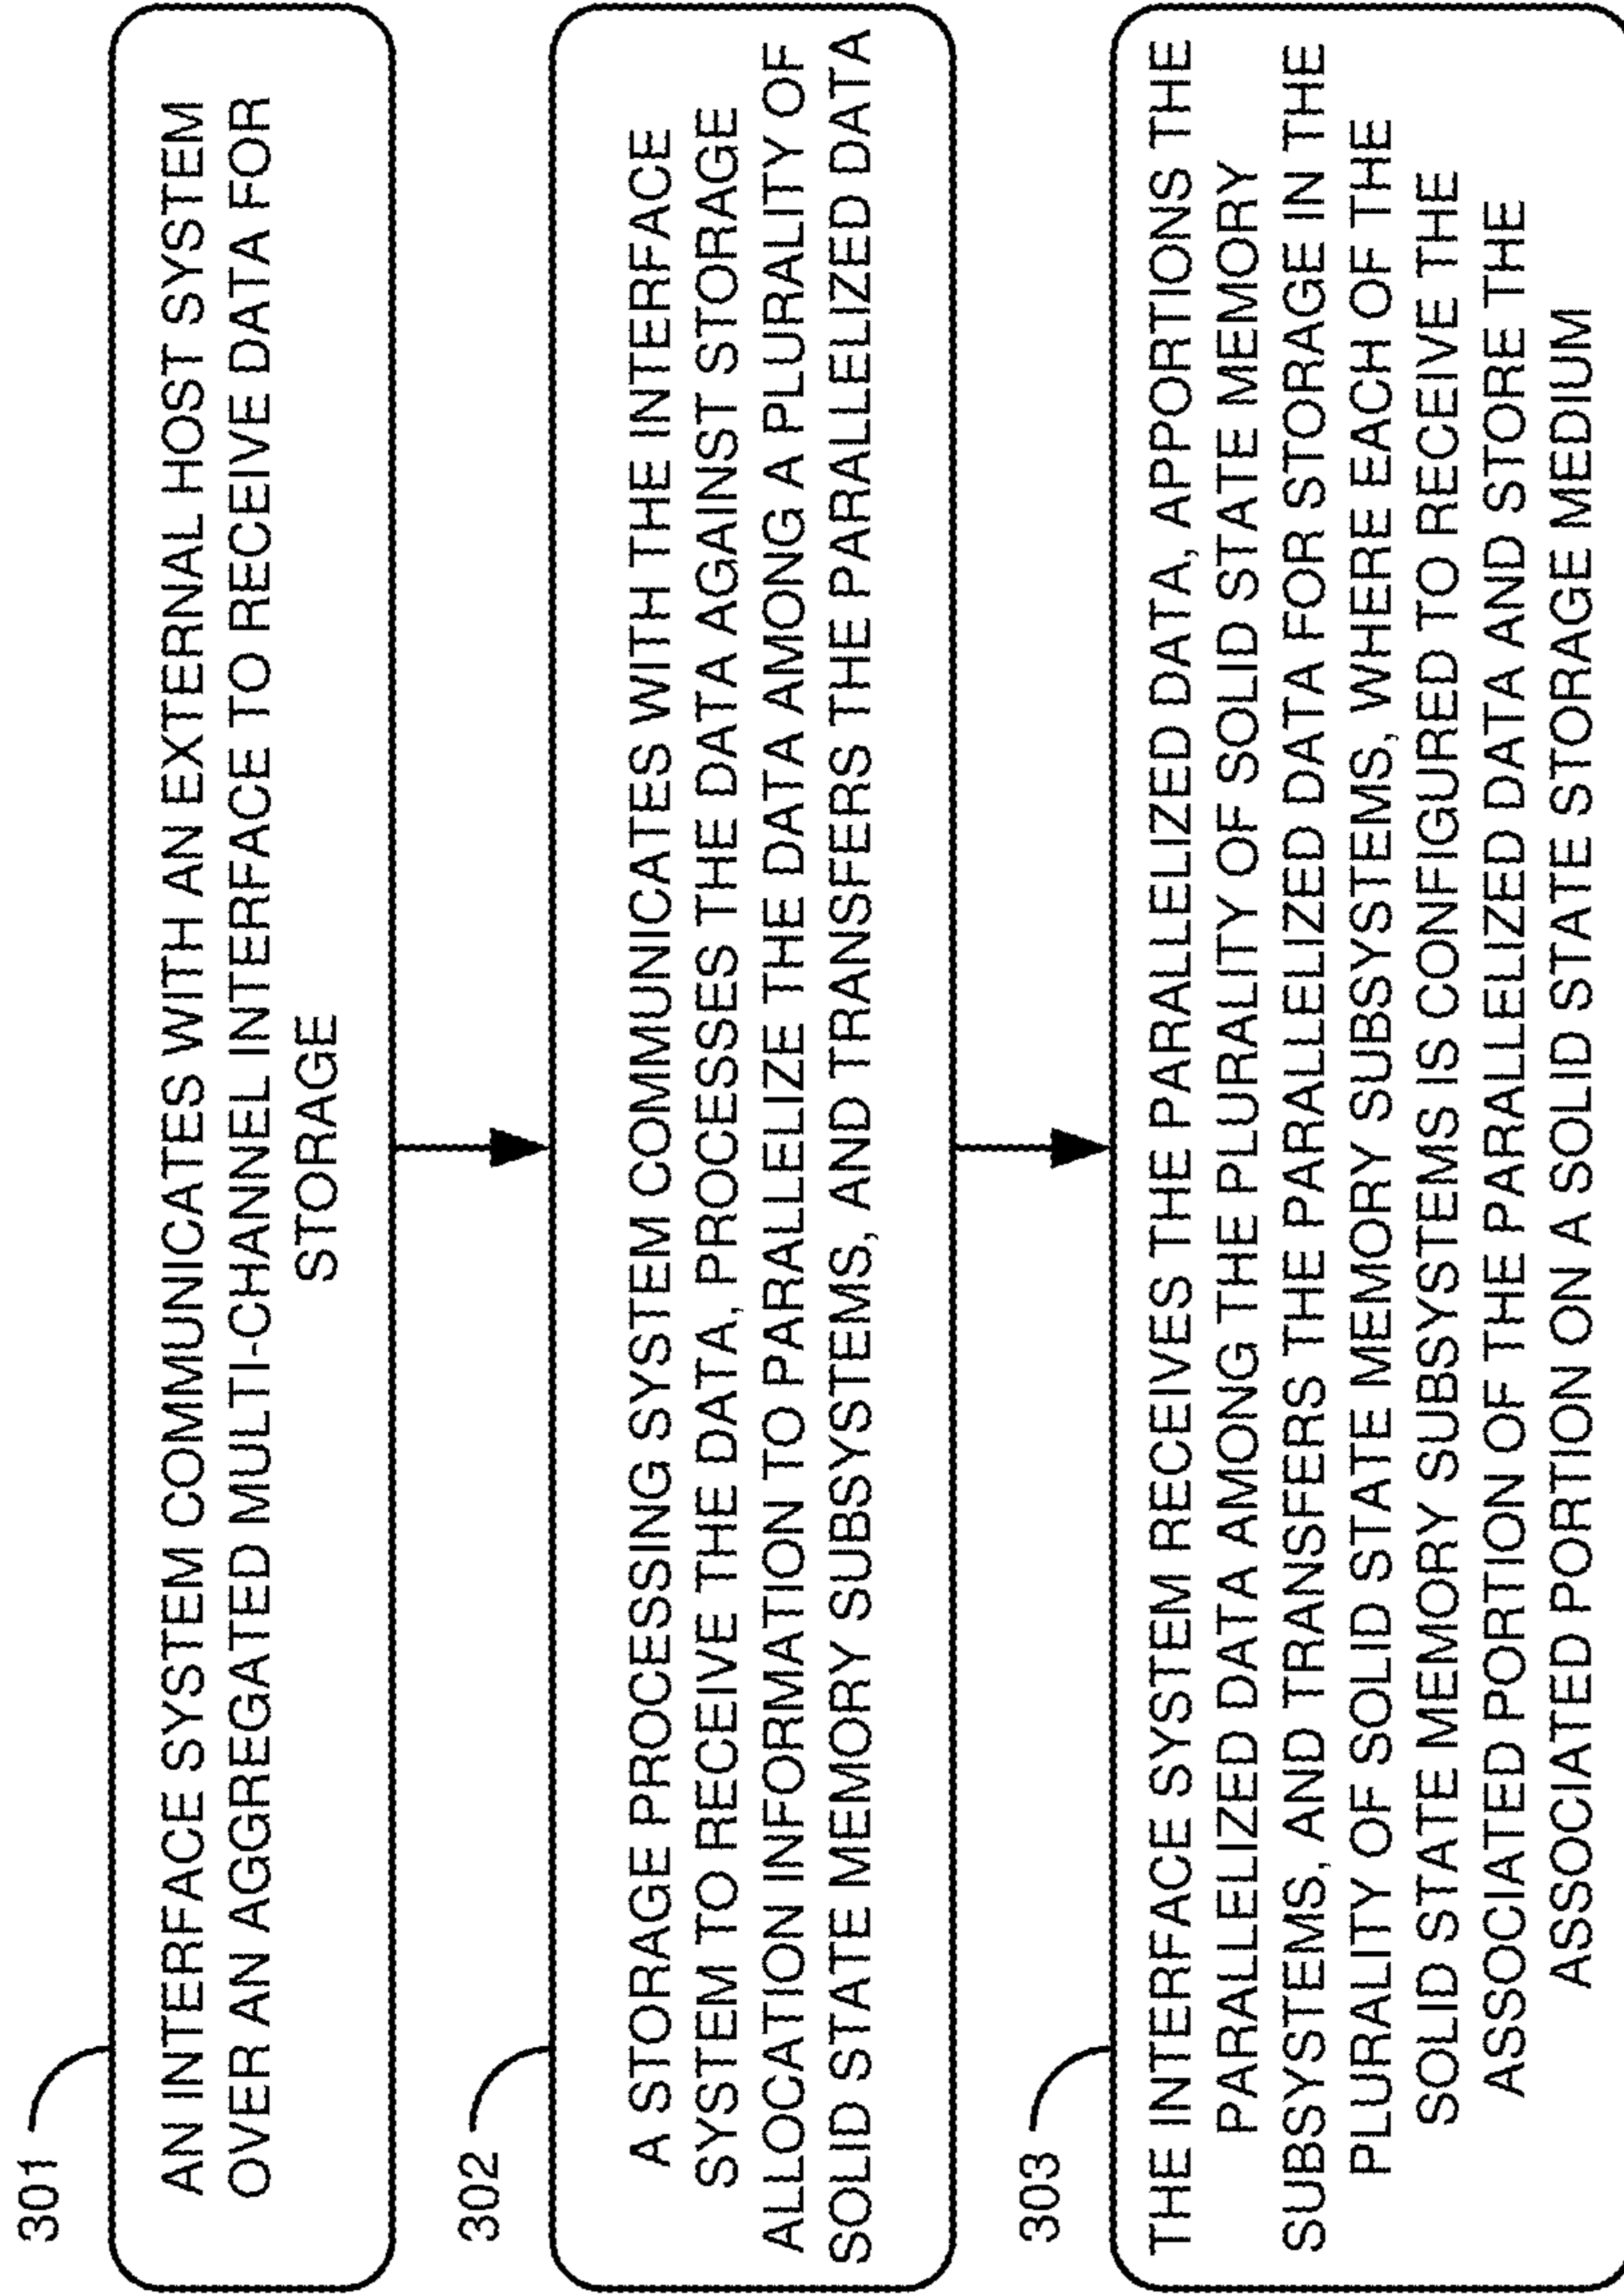 301
AN INTERFACE SYSTEM COMMUNICATES WITH AN EXTERNAL HOST SYSTEM
OVER AN AGGREGATED MULTI-CHANNEL INTERFACE TO RECEIVE DATA FOR
STORAGE
302
A STORAGE PROCESSING SYSTEM COMMUNICATES WITH THE INTERFACE
SYSTEM TO RECEIVE THE DATA, PROCESSES THE DATA AGAINST STORAGE
ALLOCATION INFORMATION TO PARALLELIZE THE DATA AMONG A PLURALITY OF
SOLID STATE MEMORY SUBSYSTEMS, AND TRANSFERS THE PARALLELIZED DATA
303
THE INTERFACE SYSTEM RECEIVES THE PARALLELIZED DATA, APPORTIONS THE
PARALLELIZED DATA AMONG THE PLURALITY OF SOLID STATE MEMORY
SUBSYSTEMS, AND TRANSFERS THE PARALLELIZED DATA FOR STORAGE IN THE
PLURALITY OF SOLID STATE MEMORY SUBSYSTEMS, WHERE EACH OF THE
SOLID STATE MEMORY SUBSYSTEMS IS CONFIGURED TO RECEIVE THE
ASSOCIATED PORTION OF THE PARALLELIZED DATA AND STORE THE
ASSOCIATED PORTION ON A SOLID STATE STORAGE MEDIUM